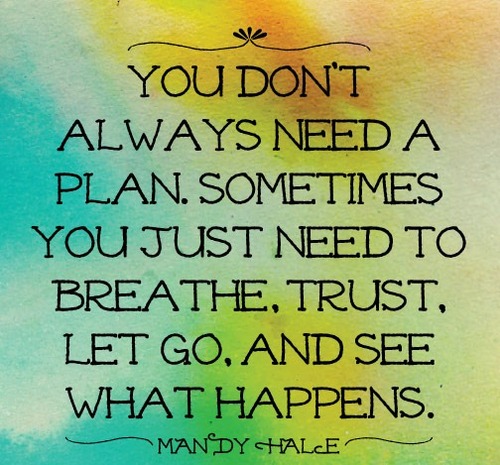 YOU DON'T
ALWAYS NEED A
PLAN. SOMETIMES
YOU JUST NEED TO
BREATHE, TRUST,
LET GO, AND SEE
WHAT HAPPENS.
MANDY HALE